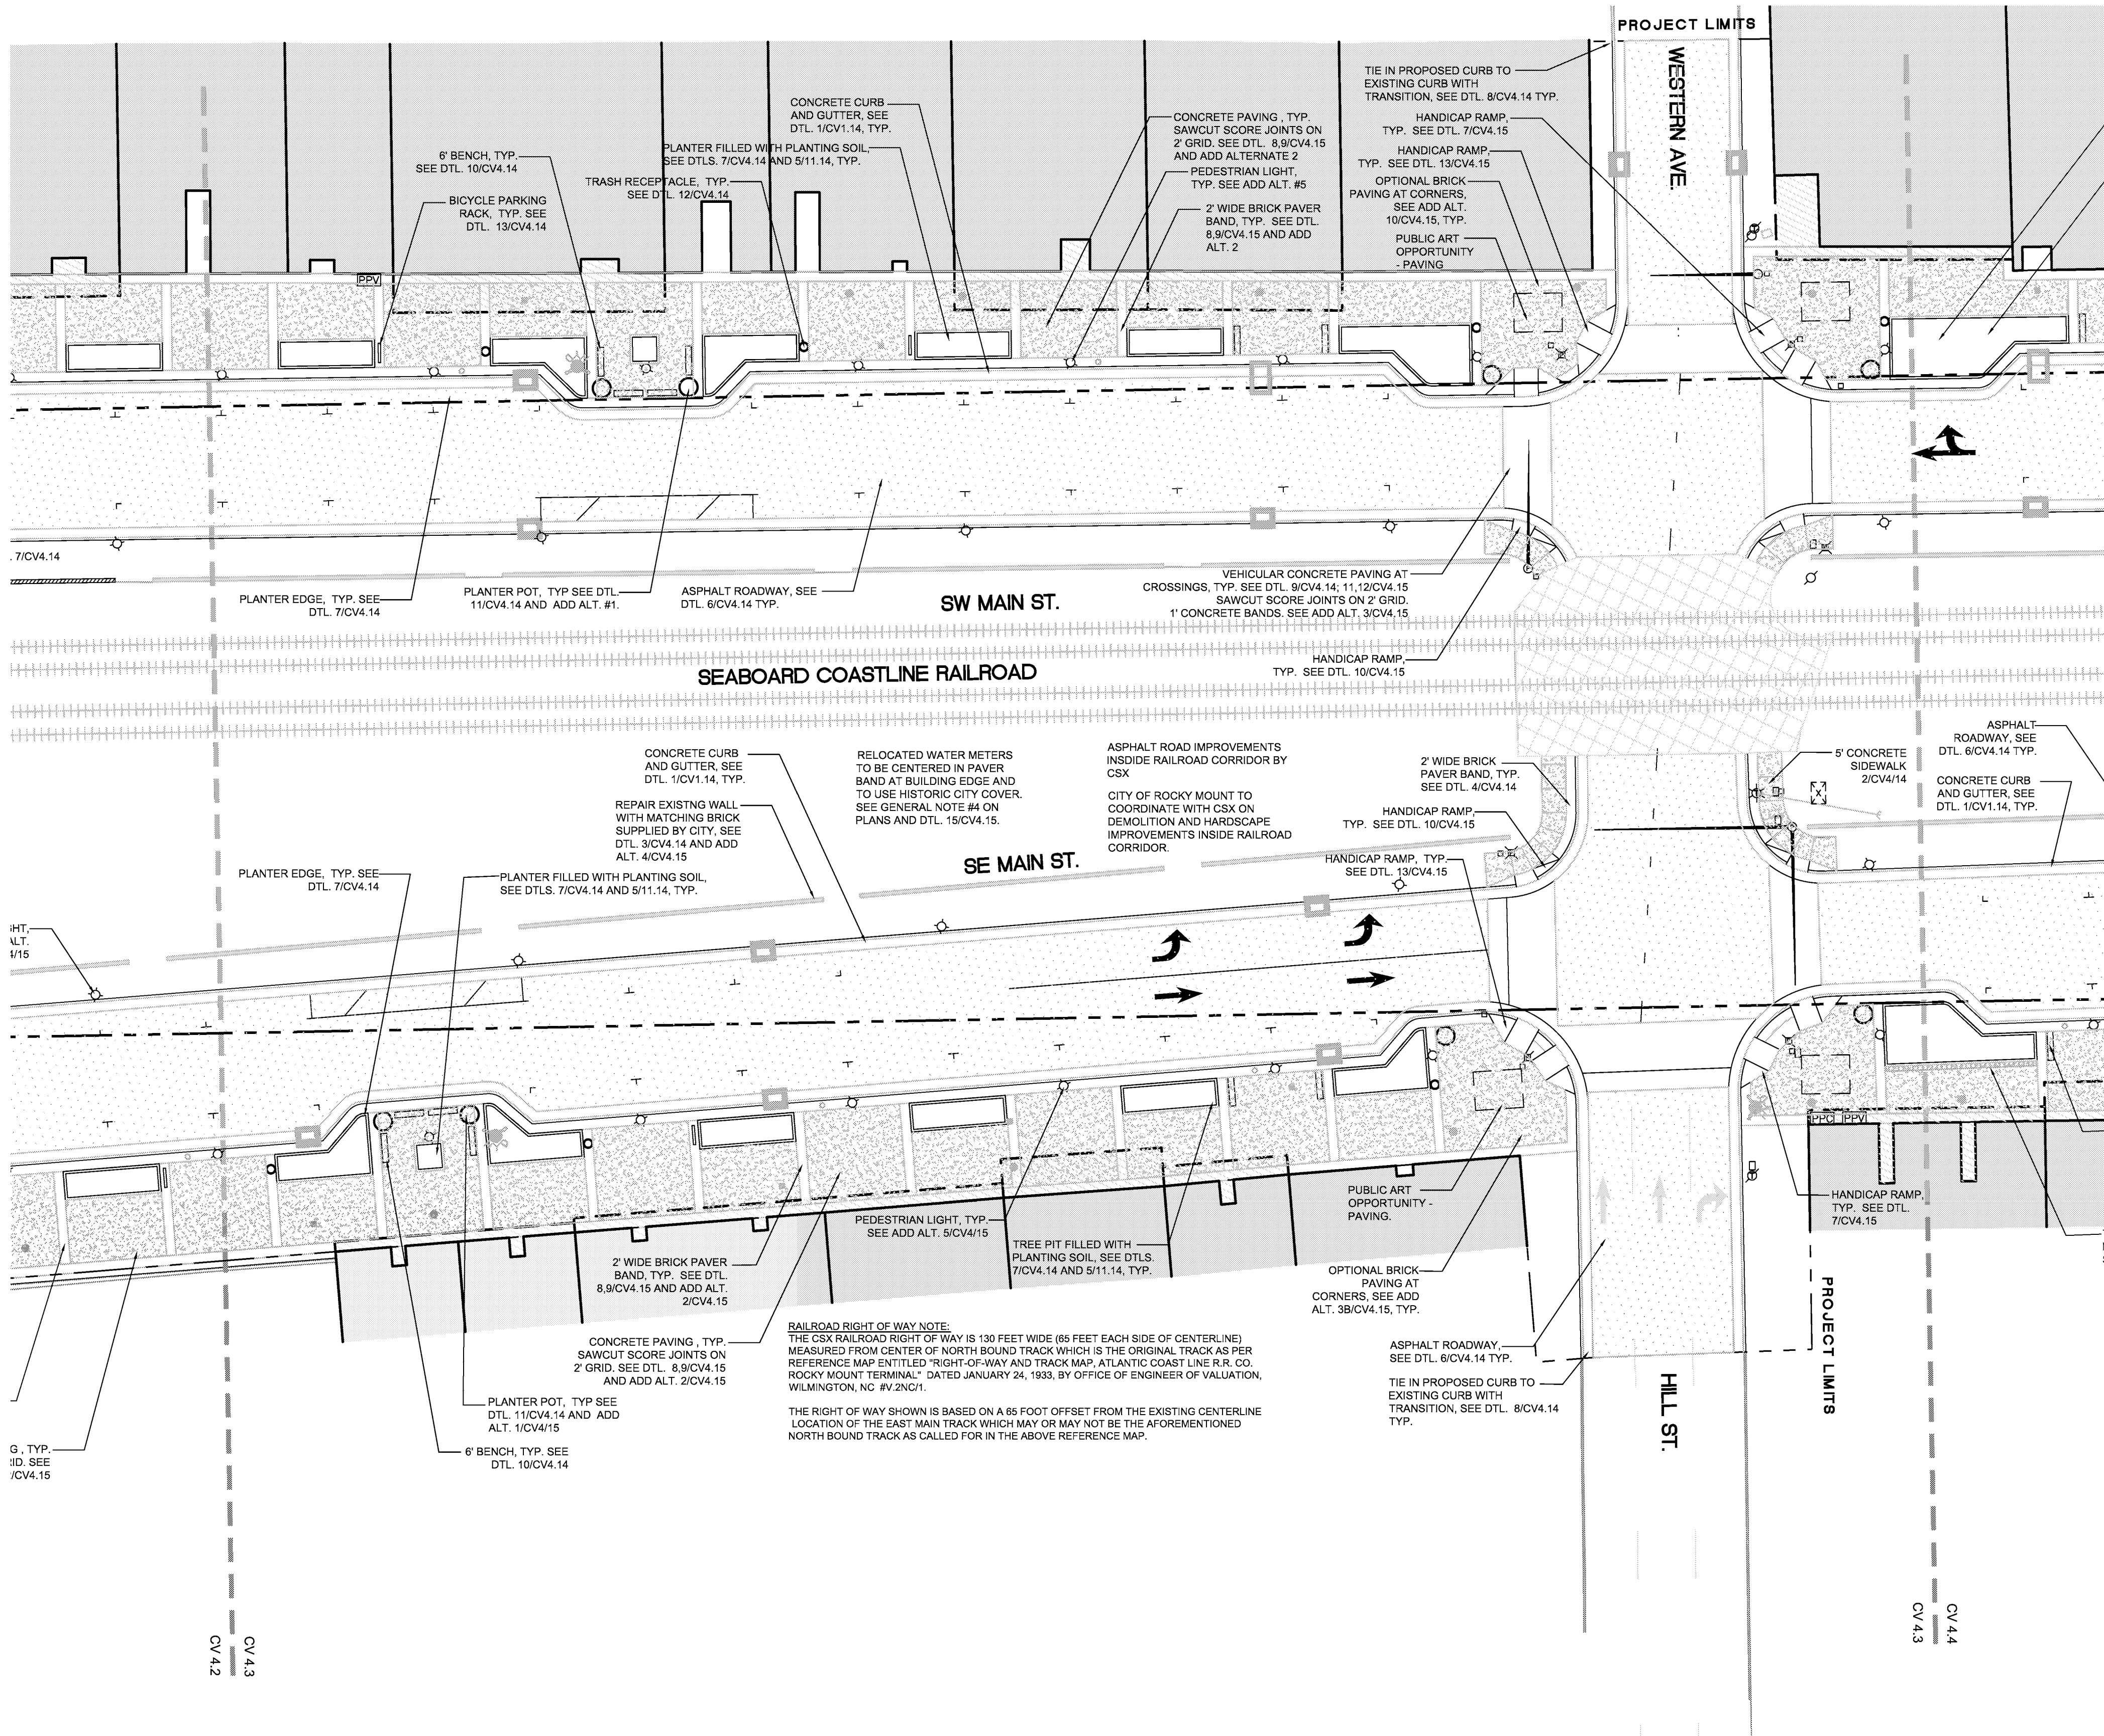 PROJECT LIMITS
WESTERN AVE.
TIE IN PROPOSED CURB TO
EXISTING CURB WITH
TRANSITION, SEE DTL. 8/CV4.14 TYP.
CONCRETE CURB
AND GUTTER, SEE
DTL. 1/CV1.14, TYP.
CONCRETE PAVING , TYP.
SAWCUT SCORE JOINTS ON
2' GRID. SEE DTL. 8,9/CV4.15
AND ADD ALTERNATE 2
HANDICAP RAMP,
TYP. SEE DTL. 7/CV4.15
6' BENCH, TYP.
SEE DTL. 10/CV4.14
PLANTER FILLED WITH PLANTING SOIL,
SEE DTLS. 7/CV4.14 AND 5/11.14, TYP.
HANDICAP RAMP,
TYP. SEE DTL. 13/CV4.15
TRASH RECEPTACLE, TYP.
SEE DTL. 12/CV4.14
PEDESTRIAN LIGHT,
TYP. SEE ADD ALT. #5
OPTIONAL BRICK
PAVING AT CORNERS,
SEE ADD ALT.
10/CV4.15, TYP.
BICYCLE PARKING
RACK, TYP. SEE
DTL. 13/CV4.14
2' WIDE BRICK PAVER
BAND, TYP. SEE DTL.
8,9/CV4.15 AND ADD
ALT. 2
PUBLIC ART
OPPORTUNITY
- PAVING
PPV
. 7/CV4.14
PLANTER EDGE, TYP. SEE
DTL. 7/CV4.14
PLANTER POT, TYP SEE DTL.
11/CV4.14 AND ADD ALT. #1.
ASPHALT ROADWAY, SEE
DTL. 6/CV4.14 TYP.
SW MAIN ST.
VEHICULAR CONCRETE PAVING AT
CROSSINGS, TYP. SEE DTL. 9/CV4.14; 11,12/CV4.15
SAWCUT SCORE JOINTS ON 2' GRID.
1' CONCRETE BANDS. SEE ADD ALT. 3/CV4.15
SEABOARD COASTLINE RAILROAD
HANDICAP RAMP,
TYP. SEE DTL. 10/CV4.15
CONCRETE CURB
AND GUTTER, SEE
DTL. 1/CV1.14, TYP.
RELOCATED WATER METERS
TO BE CENTERED IN PAVER
BAND AT BUILDING EDGE AND
TO USE HISTORIC CITY COVER.
SEE GENERAL NOTE #4 ON
PLANS AND DTL. 15/CV4.15.
ASPHALT ROAD IMPROVEMENTS
INSDIDE RAILROAD CORRIDOR BY
CSX
CITY OF ROCKY MOUNT TO
COORDINATE WITH CSX ON
DEMOLITION AND HARDSCAPE
IMPROVEMENTS INSIDE RAILROAD
CORRIDOR.
2' WIDE BRICK
PAVER BAND, TYP.
SEE DTL. 4/CV4.14
5' CONCRETE
SIDEWALK
2/CV4/14
ASPHALT
ROADWAY, SEE
DTL. 6/CV4.14 TYP.
CONCRETE CURB
AND GUTTER, SEE
DTL. 1/CV1.14, TYP.
REPAIR EXISTNG WALL
WITH MATCHING BRICK
SUPPLIED BY CITY, SEE
DTL. 3/CV4.14 AND ADD
ALT. 4/CV4.15
HANDICAP RAMP,
TYP. SEE DTL. 10/CV4.15
SE MAIN ST.
HANDICAP RAMP, TYP.
SEE DTL. 13/CV4.15
PLANTER EDGE, TYP. SEE
DTL. 7/CV4.14
PLANTER FILLED WITH PLANTING SOIL,
SEE DTLS. 7/CV4.14 AND 5/11.14, TYP.
GHT,
ALT.
4/15
PPC PPV
PEDESTRIAN LIGHT, TYP.
SEE ADD ALT. 5/CV4/15
TREE PIT FILLED WITH
PLANTING SOIL, SEE DTLS.
7/CV4.14 AND 5/11.14, TYP.
PUBLIC ART
OPPORTUNITY -
PAVING.
HANDICAP RAMP,
TYP. SEE DTL.
7/CV4.15
2' WIDE BRICK PAVER
BAND, TYP. SEE DTL.
8,9/CV4.15 AND ADD ALT.
2/CV4.15
OPTIONAL BRICK
PAVING AT
CORNERS, SEE ADD
ALT. 3B/CV4.15, TYP.
PROJECT LIMITS
CONCRETE PAVING , TYP.
SAWCUT SCORE JOINTS ON
2' GRID. SEE DTL. 8,9/CV4.15
AND ADD ALT. 2/CV4.15
RAILROAD RIGHT OF WAY NOTE:
THE CSX RAILROAD RIGHT OF WAY IS 130 FEET WIDE (65 FEET EACH SIDE OF CENTERLINE)
MEASURED FROM CENTER OF NORTH BOUND TRACK WHICH IS THE ORIGINAL TRACK AS PER
REFERENCE MAP ENTITLED "RIGHT-OF-WAY AND TRACK MAP, ATLANTIC COAST LINE R.R. CO.
ROCKY MOUNT TERMINAL" DATED JANUARY 24, 1933, BY OFFICE OF ENGINEER OF VALUATION,
WILMINGTON, NC #V.2NC/1.
THE RIGHT OF WAY SHOWN IS BASED ON A 65 FOOT OFFSET FROM THE EXISTING CENTERLINE
LOCATION OF THE EAST MAIN TRACK WHICH MAY OR MAY NOT BE THE AFOREMENTIONED
NORTH BOUND TRACK AS CALLED FOR IN THE ABOVE REFERENCE MAP.
ASPHALT ROADWAY,
SEE DTL. 6/CV4.14 TYP.
TIE IN PROPOSED CURB TO
EXISTING CURB WITH
TRANSITION, SEE DTL. 8/CV4.14
TYP.
HILL ST.
PLANTER POT, TYP SEE
DTL. 11/CV4.14 AND ADD
ALT. 1/CV4/15
6' BENCH, TYP. SEE
DTL. 10/CV4.14
G , TYP.
RID. SEE
/CV4.15
CV 4.2
CV 4.3
CV 4.3
CV 4.4